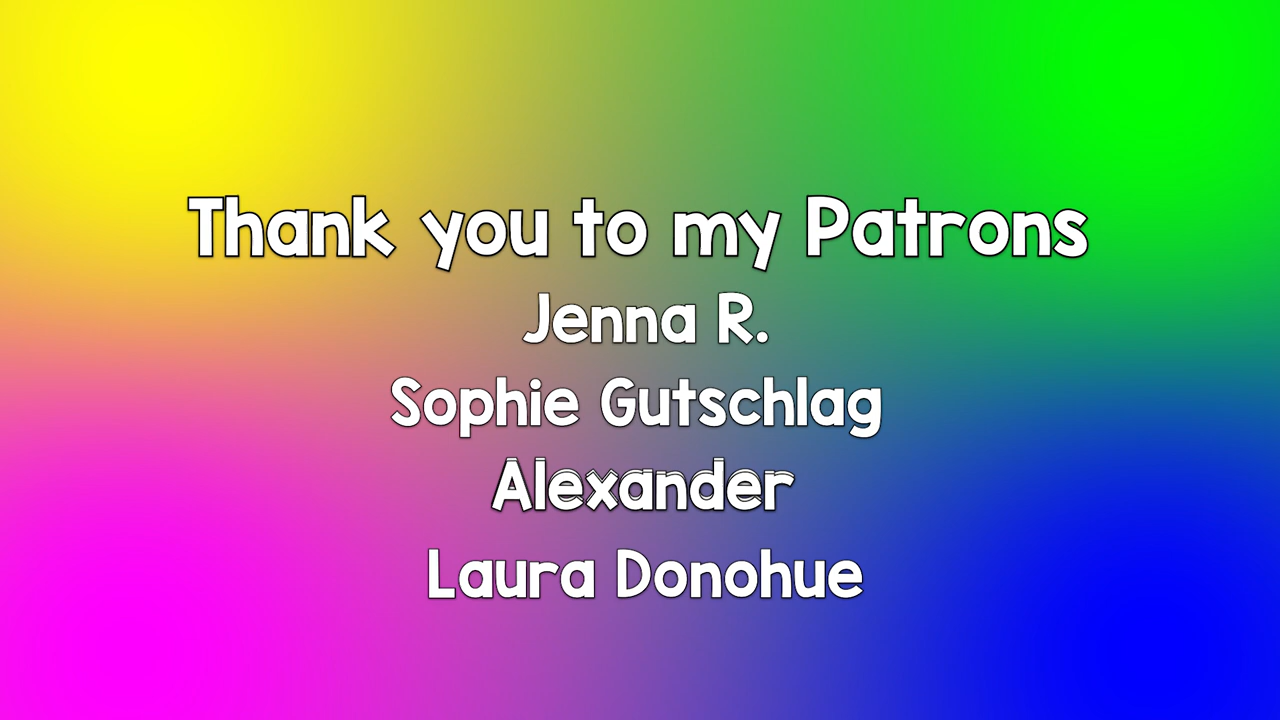 Thank you to my Patrons
Jenna R.
Sophie Gutschlag
Alexander
Laura Donohue